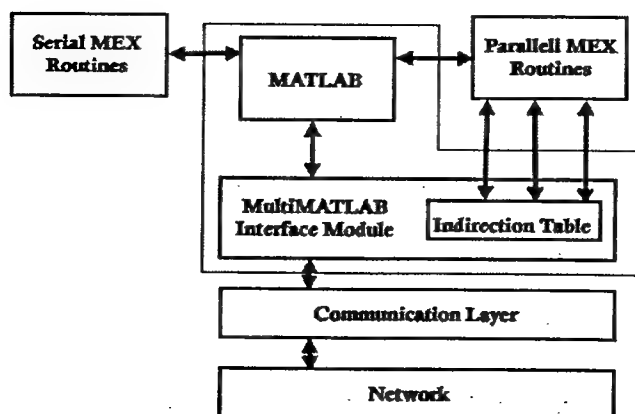 Serial MEX
Routines
MATLAB
Parallell MEX
Routines
MultiMATLAB
Interface Module
Indirection Table
Communication Layer
Network